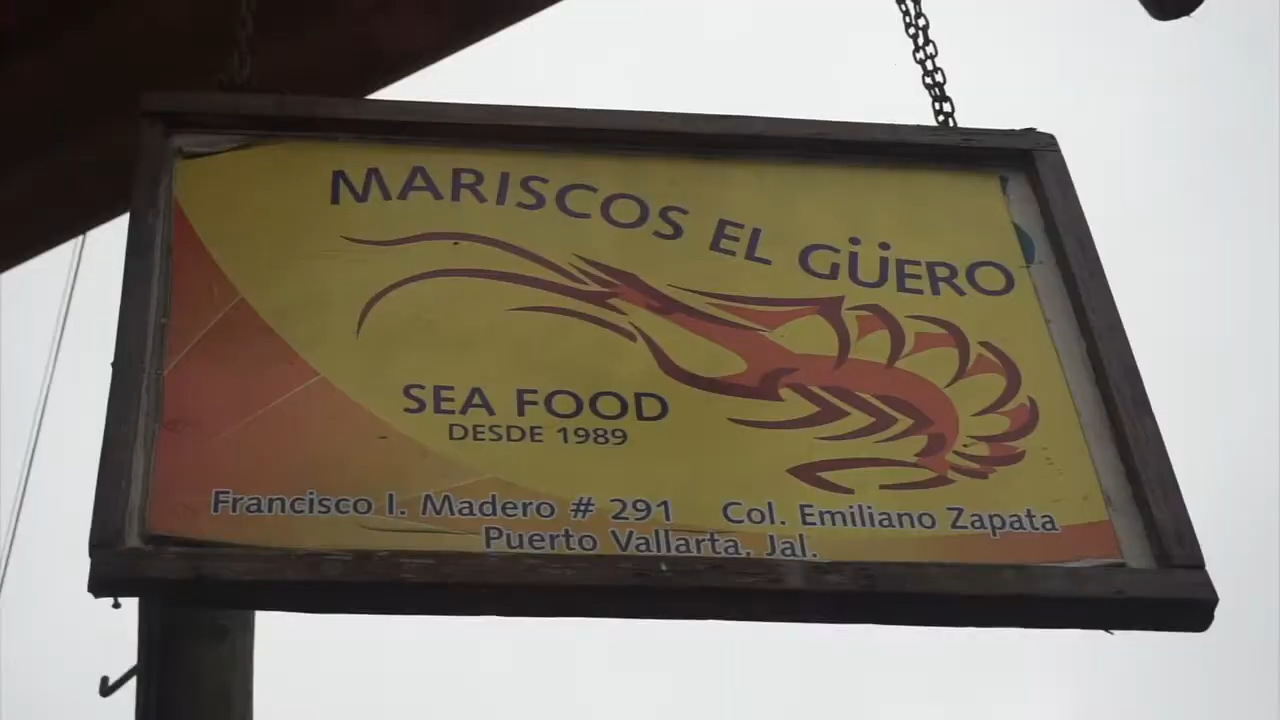 MARISCOS EL GÜERO
SEA FOOD
DESDE 1989
Francisco I. Madero # 291 Col. Emiliano Zapata
Puerto Vallarta, Jal.